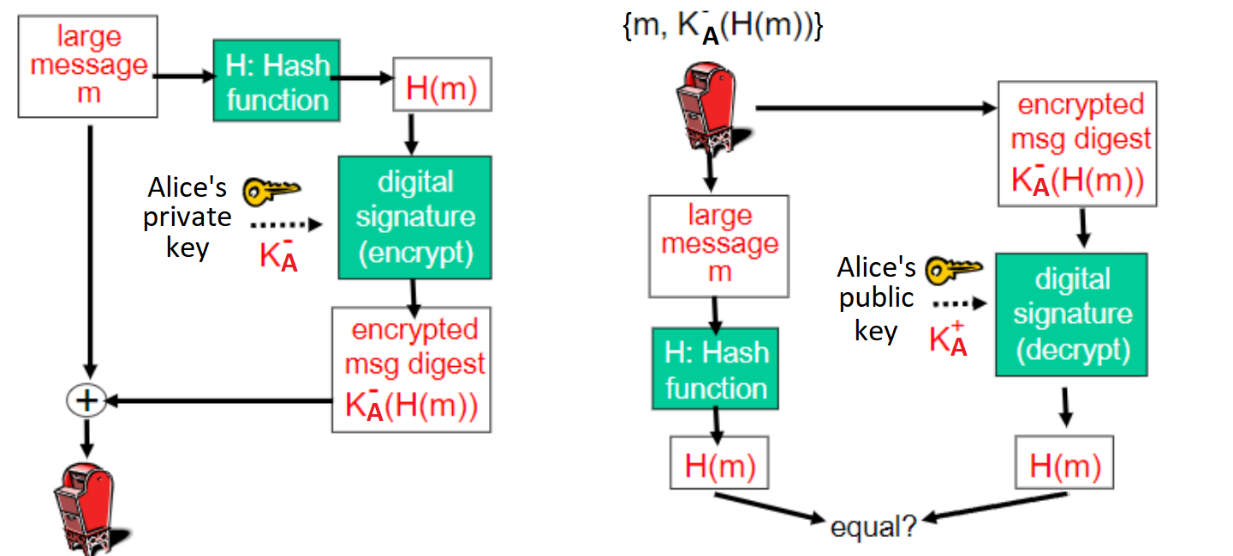 large
message
m
H: Hash
function
H(m)
Alice's
private
key
K⁻A
digital
signature
(encrypt)
encrypted
msg digest
K⁻A(H(m))
+
{m, K⁻A(H(m))}
encrypted
msg digest
K⁻A(H(m))
large
message
m
Alice's
public
key
K⁺A
digital
signature
(decrypt)
H: Hash
function
H(m)
H(m)
equal?